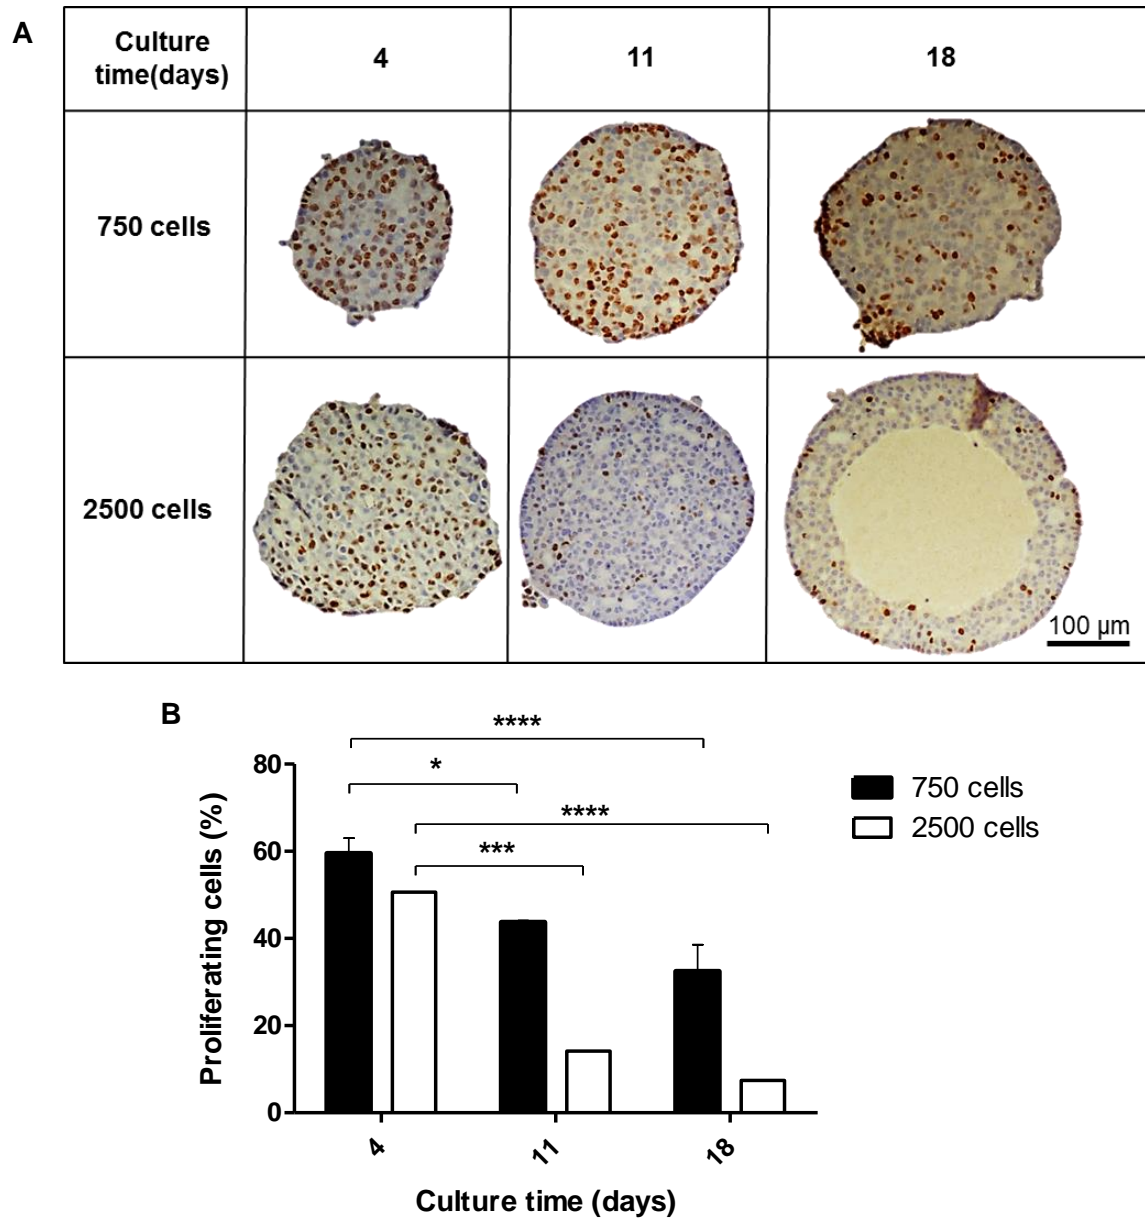 A
Culture
time(days)
4
11
18
750 cells
2500 cells
100 µm
B
****
*
****
***
80
60
40
20
0
Proliferating cells (%)
4
11
18
Culture time (days)
750 cells
2500 cells